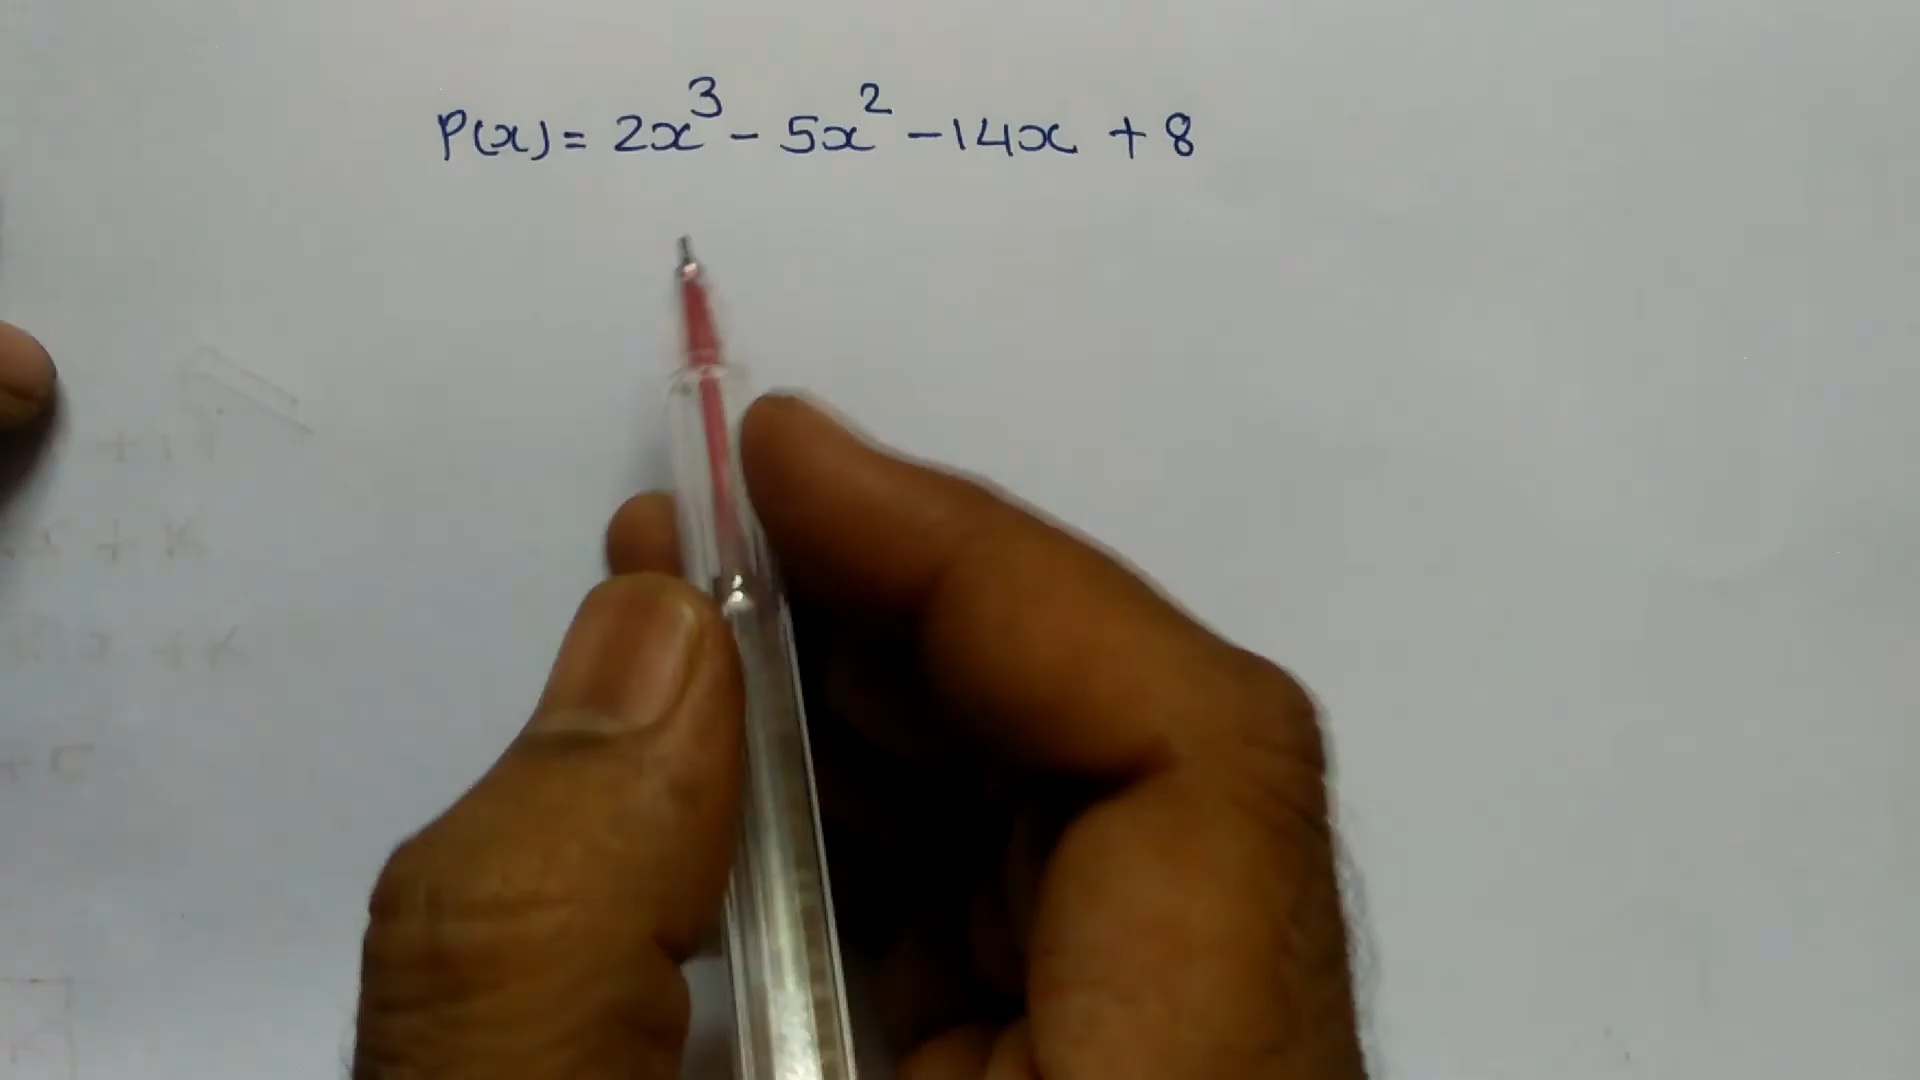 P(x) = 2x³ - 5x² - 14x + 8